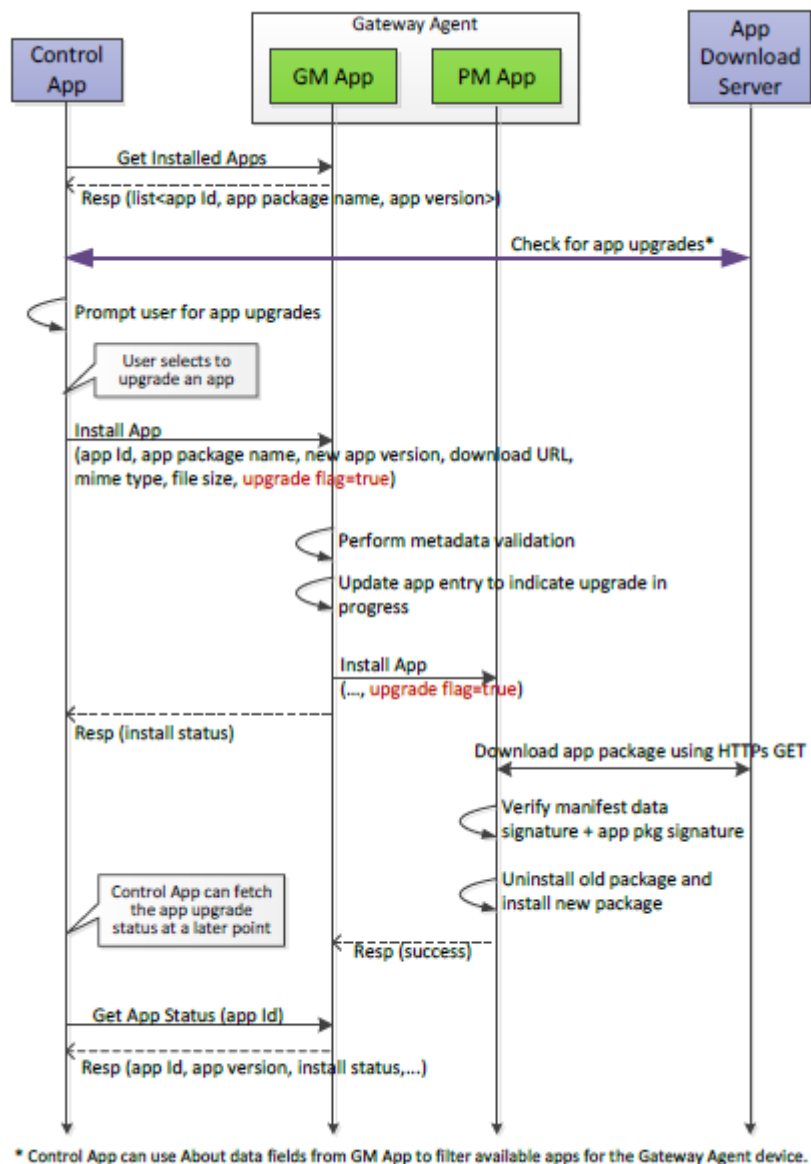 Gateway Agent
Control
App
GM App
PM App
App
Download
Server
Get Installed Apps
Resp (list<app Id, app package name, app version>)
Check for app upgrades*
Prompt user for app upgrades
User selects to
upgrade an app
Install App
(app Id, app package name, new app version, download URL,
mime type, file size, upgrade flag=true)
Perform metadata validation
Update app entry to indicate upgrade in
progress
Install App
(..., upgrade flag=true)
Resp (install status)
Download app package using HTTPs GET
Verify manifest data
signature + app pkg signature
Uninstall old package and
install new package
Control App can fetch
the app upgrade
status at a later point
Resp (success)
Get App Status (app Id)
Resp (app Id, app version, install status,...)
* Control App can use About data fields from GM App to filter available apps for the Gateway Agent device.